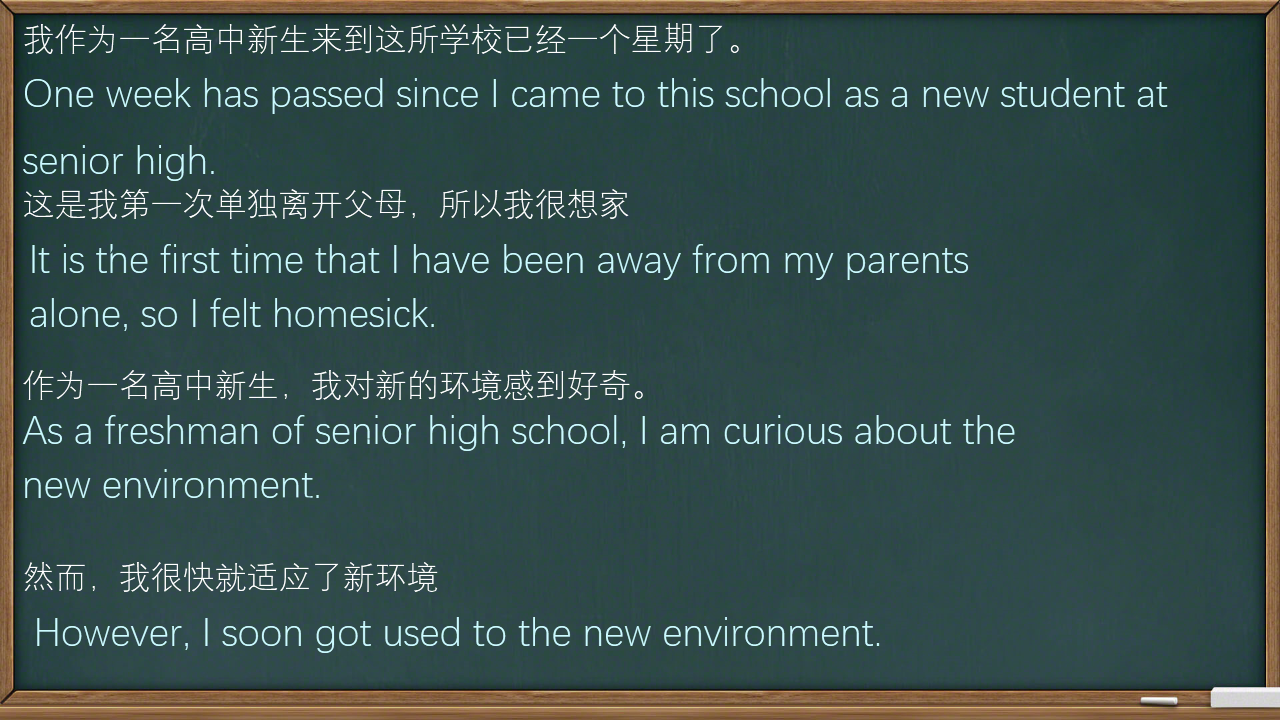 我作为一名高中新生来到这所学校已经一个星期了。
One week has passed since I came to this school as a new student at
senior high.
这是我第一次单独离开父母，所以我很想家
It is the first time that I have been away from my parents
alone, so I felt homesick.
作为一名高中新生，我对新的环境感到好奇。
As a freshman of senior high school, I am curious about the
new environment.
然而，我很快就适应了新环境
However, I soon got used to the new environment.